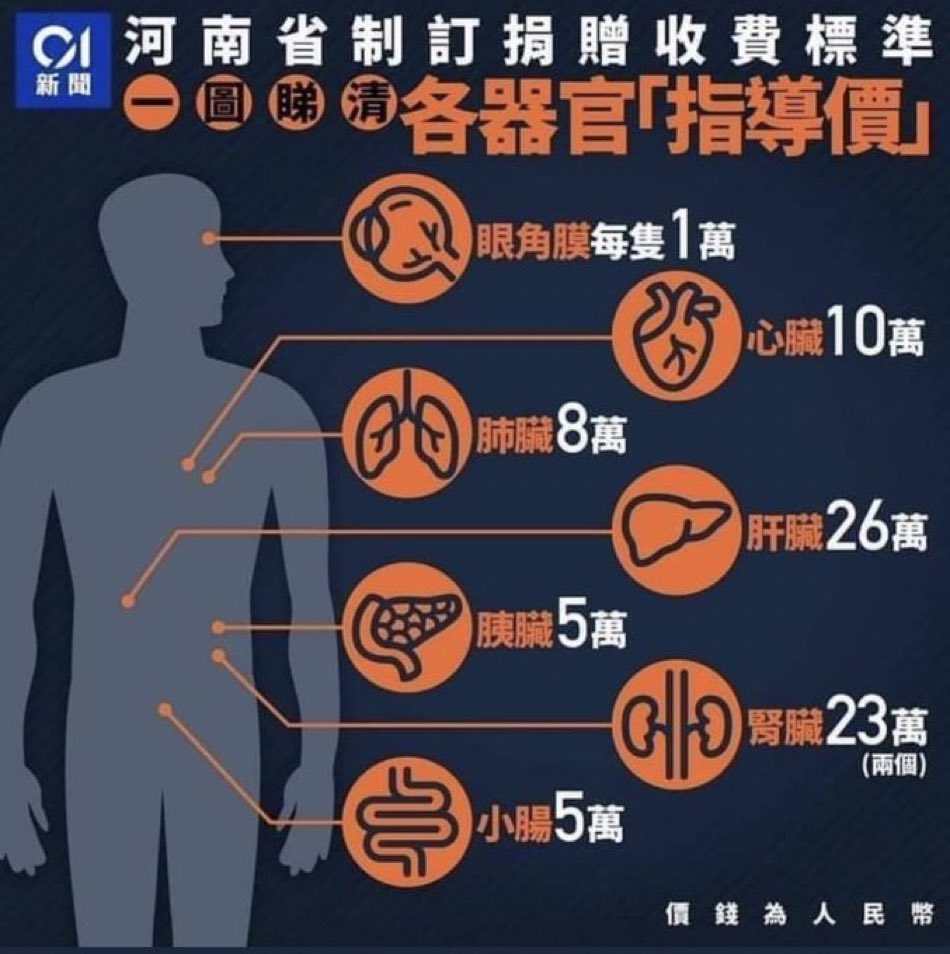 01
新聞
河南省制訂捐贈收費標準
一圖睇清各器官「指導價」
眼角膜每隻1萬
心臟10萬
肺臟8萬
肝臟26萬
胰臟5萬
腎臟23萬
(兩個)
小腸5萬
價錢為人民幣